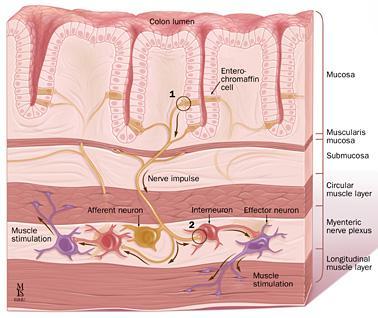 Colon lumen
1
Entero-
chromaffin
cell
Mucosa
Muscularis
mucosa
Submucosa
Nerve impulse
Circular
muscle layer
Afferent neuron
Interneuron
Effector neuron
Myenteric
nerve plexus
Muscle
stimulation
2
Longitudinal
muscle layer
Muscle
stimulation